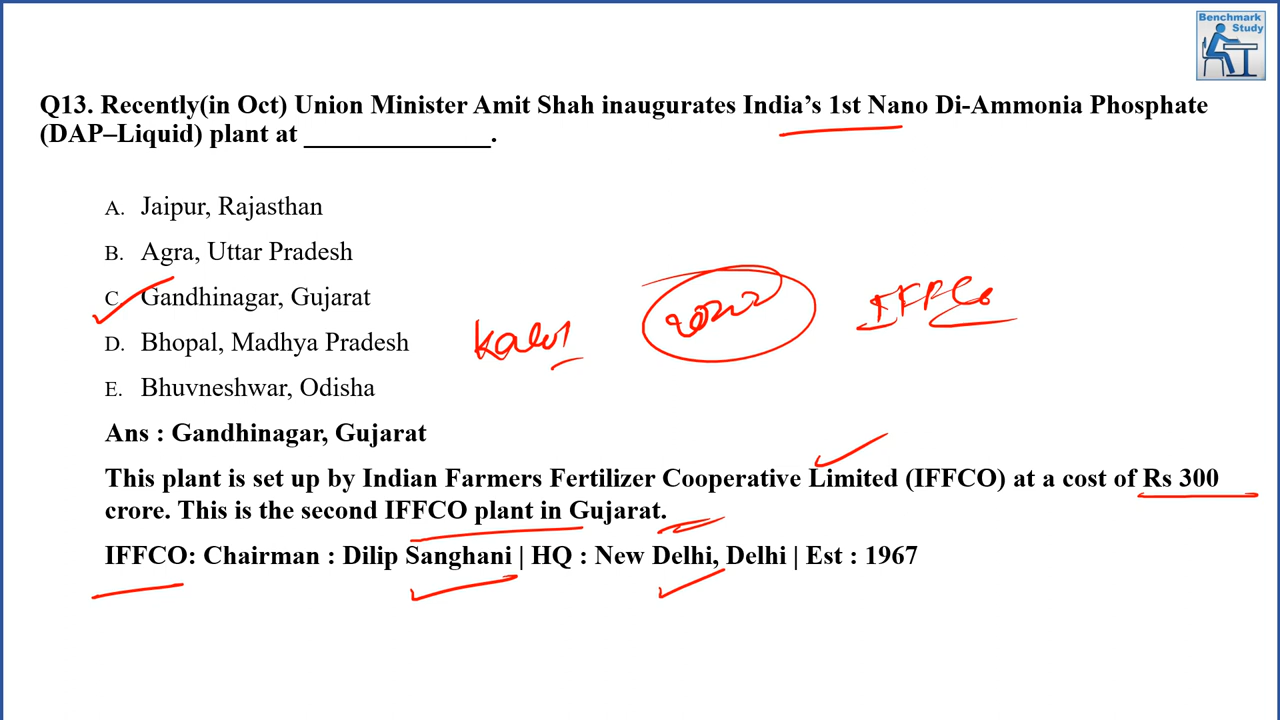 Benchmark
Study
Q13. Recently(in Oct) Union Minister Amit Shah inaugurates India’s 1st Nano Di-Ammonia Phosphate
(DAP–Liquid) plant at ______________.
A. Jaipur, Rajasthan
B. Agra, Uttar Pradesh
C. Gandhinagar, Gujarat
D. Bhopal, Madhya Pradesh
E. Bhuvneshwar, Odisha
Kalol 2022 IFFCo
Ans : Gandhinagar, Gujarat
This plant is set up by Indian Farmers Fertilizer Cooperative Limited (IFFCO) at a cost of Rs 300
crore. This is the second IFFCO plant in Gujarat.
IFFCO: Chairman : Dilip Sanghani | HQ : New Delhi, Delhi | Est : 1967